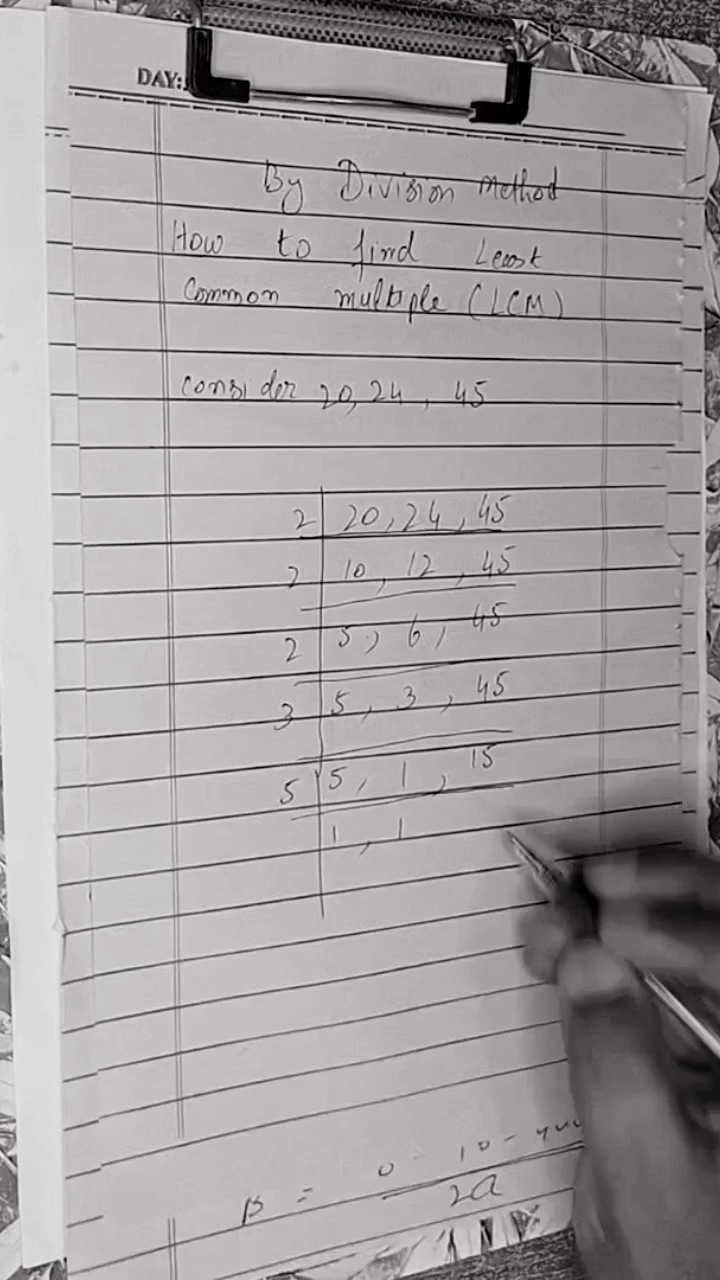 DAY:
By Division Method
How to find Least
Common multiple (LCM)
Consider 20, 24, 45
2 20, 24, 45
2 10, 12, 45
2 5, 6, 45
3 5, 3, 45
5 5, 1, 15
1, 1
= 2a